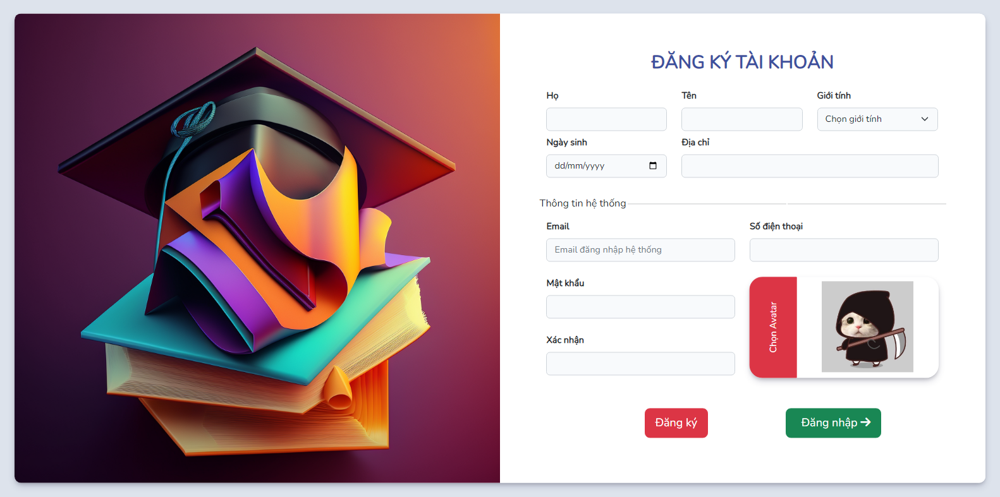 ĐĂNG KÝ TÀI KHOẢN
Họ Tên Giới tính
Chọn giới tính
Ngày sinh Địa chỉ
dd/mm/yyyy
Thông tin hệ thống
Email Số điện thoại
Email đăng nhập hệ thống
Mật khẩu
Chọn Avatar
Xác nhận
Đăng ký Đăng nhập